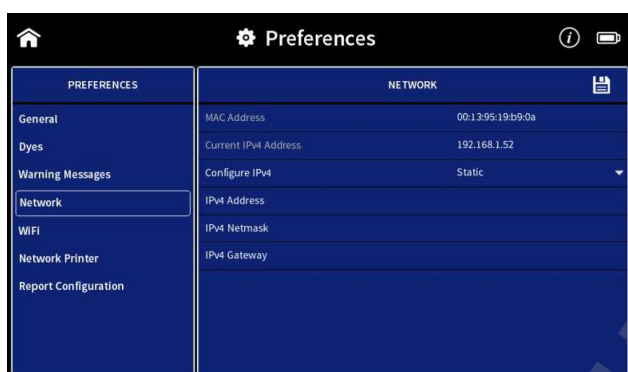 Preferences
PREFERENCES
General
Dyes
Warning Messages
Network
WiFi
Network Printer
Report Configuration
NETWORK
MAC Address 00:13:95:19:b9:0a
Current IPv4 Address 192.168.1.52
Configure IPv4 Static
IPv4 Address
IPv4 Netmask
IPv4 Gateway